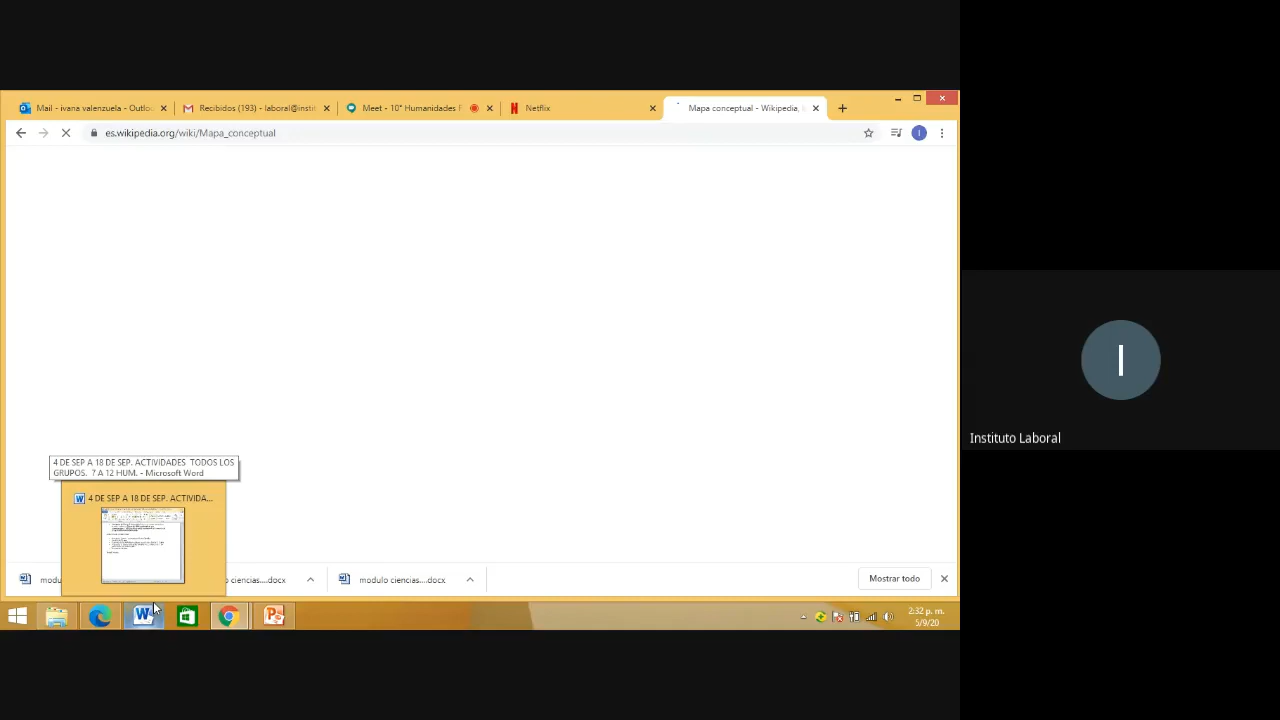 Mail - ivana valenzuela - Outlo
Recibidos (193) - laboral@insti
Meet - 10° Humanidades
Netflix
Mapa conceptual - Wikipedia,
es.wikipedia.org/wiki/Mapa_conceptual
I
I
Instituto Laboral
4 DE SEP A 18 DE SEP. ACTIVIDADES TODOS LOS
GRUPOS. 7 A 12 HUM. - Microsoft Word
4 DE SEP A 18 DE SEP. ACTIVIDA...
modu
ciencias....docx
modulo ciencias....docx
Mostrar todo
2:32 p. m.
5/9/20